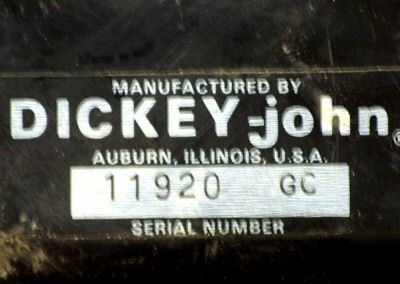 MANUFACTURED BY
DICKEY-john®
AUBURN, ILLINOIS, U.S.A.
11920 GC
SERIAL NUMBER